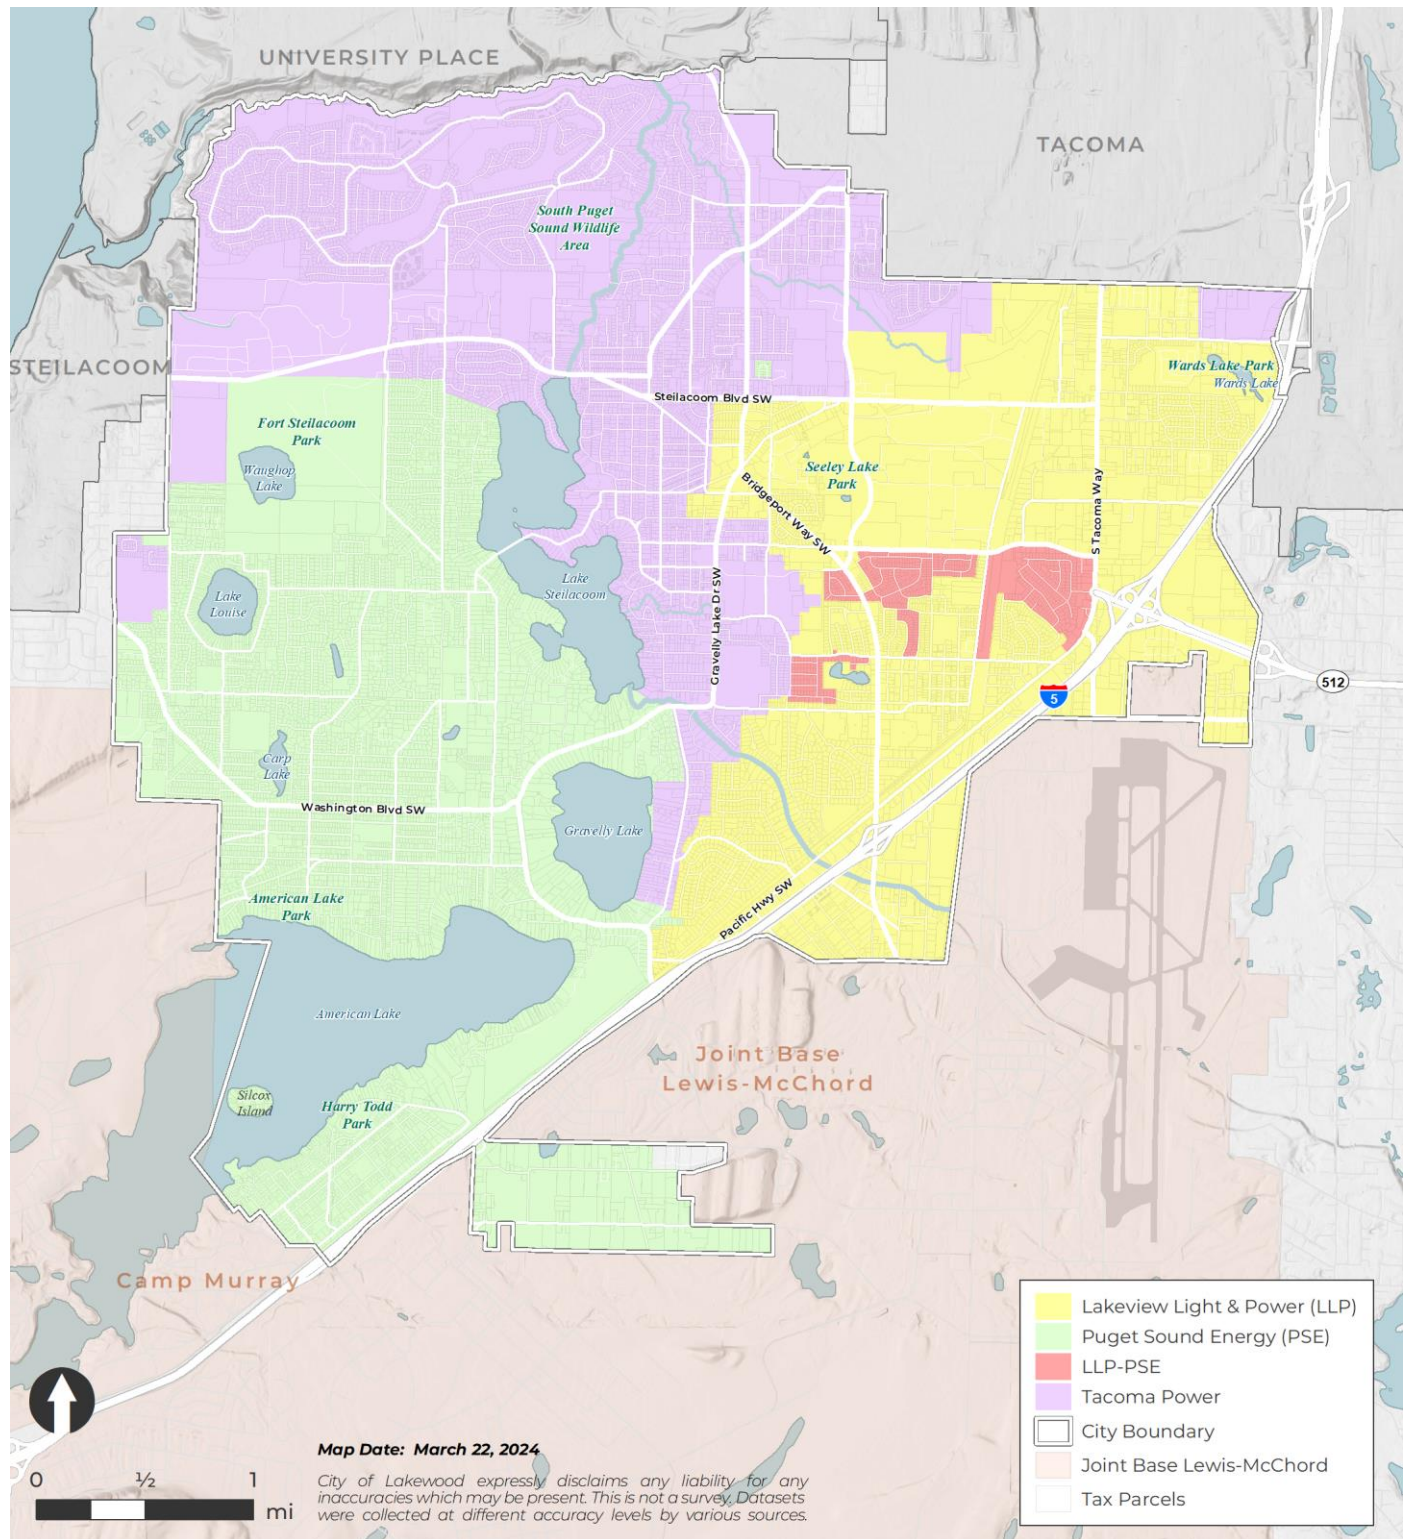 UNIVERSITY PLACE
TACOMA
South Puget
Sound Wildlife
Area
STEILACOOM
Wards Lake Park
Wards Lake
Steilacoom Blvd SW
Fort Steilacoom
Park
Waughop
Lake
Seeley Lake
Park
Bridgeport Way SW
S Tacoma Way
Lake
Steilacoom
Lake
Louise
Gravelly Lake Dr SW
512
5
Carp
Lake
Washington Blvd SW
Gravelly Lake
American Lake
Park
Pacific Hwy SW
American Lake
Joint Base
Lewis-McChord
Silcox
Island
Harry Todd
Park
Camp Murray
Lakeview Light & Power (LLP)
Puget Sound Energy (PSE)
LLP-PSE
Tacoma Power
City Boundary
Joint Base Lewis-McChord
Tax Parcels
Map Date: March 22, 2024
0 ½ 1
mi
City of Lakewood expressly disclaims any liability for any
inaccuracies which may be present. This is not a survey. Datasets
were collected at different accuracy levels by various sources.